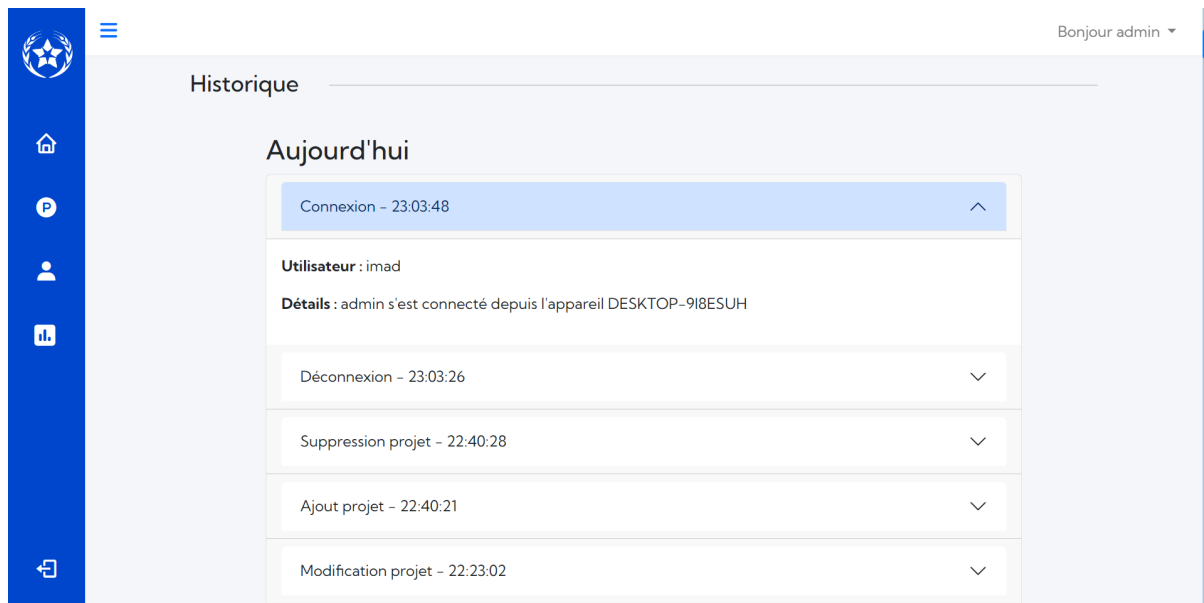 Bonjour admin
Historique
Aujourd'hui
Connexion - 23:03:48
Utilisateur : imad
Détails : admin s'est connecté depuis l'appareil DESKTOP-9I8ESUH
Déconnexion - 23:03:26
Suppression projet - 22:40:28
Ajout projet - 22:40:21
Modification projet - 22:23:02